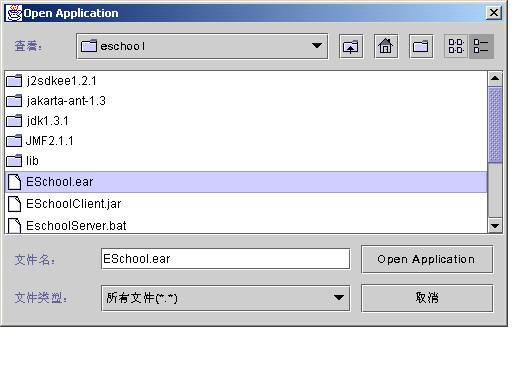 Open Application
查看: eschool
j2sdkee1.2.1
jakarta-ant-1.3
jdk1.3.1
JMF2.1.1
lib
ESchool.ear
ESchoolClient.jar
EschoolServer.bat
文件名: ESchool.ear Open Application
文件类型: 所有文件(*.*) 取消